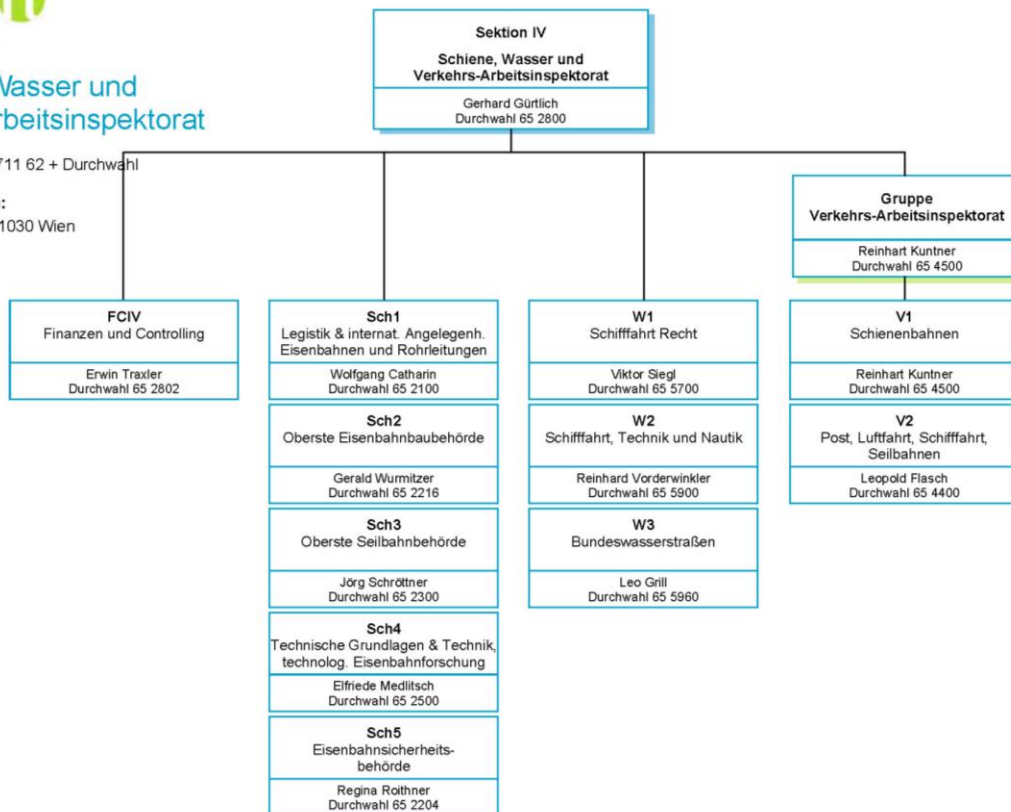 Wasser und
rbeitsinspektorat
711 62 + Durchwahl
:
1030 Wien
Sektion IV
Schiene, Wasser und
Verkehrs-Arbeitsinspektorat
Gerhard Gürtlich
Durchwahl 65 2800
Gruppe
Verkehrs-Arbeitsinspektorat
Reinhart Kuntner
Durchwahl 65 4500
FCIV
Finanzen und Controlling
Erwin Traxler
Durchwahl 65 2802
Sch1
Legistik & internat. Angelegenh.
Eisenbahnen und Rohrleitungen
Wolfgang Catharin
Durchwahl 65 2100
Sch2
Oberste Eisenbahnbaubehörde
Gerald Wurmitzer
Durchwahl 65 2216
Sch3
Oberste Seilbahnbehörde
Jörg Schröttner
Durchwahl 65 2300
Sch4
Technische Grundlagen & Technik,
technolog. Eisenbahnforschung
Elfriede Medlitsch
Durchwahl 65 2500
Sch5
Eisenbahnsicherheits-
behörde
Regina Roithner
Durchwahl 65 2204
W1
Schifffahrt Recht
Viktor Siegl
Durchwahl 65 5700
W2
Schifffahrt, Technik und Nautik
Reinhard Vorderwinkler
Durchwahl 65 5900
W3
Bundeswasserstraßen
Leo Grill
Durchwahl 65 5960
V1
Schienenbahnen
Reinhart Kuntner
Durchwahl 65 4500
V2
Post, Luftfahrt, Schifffahrt,
Seilbahnen
Leopold Flasch
Durchwahl 65 4400